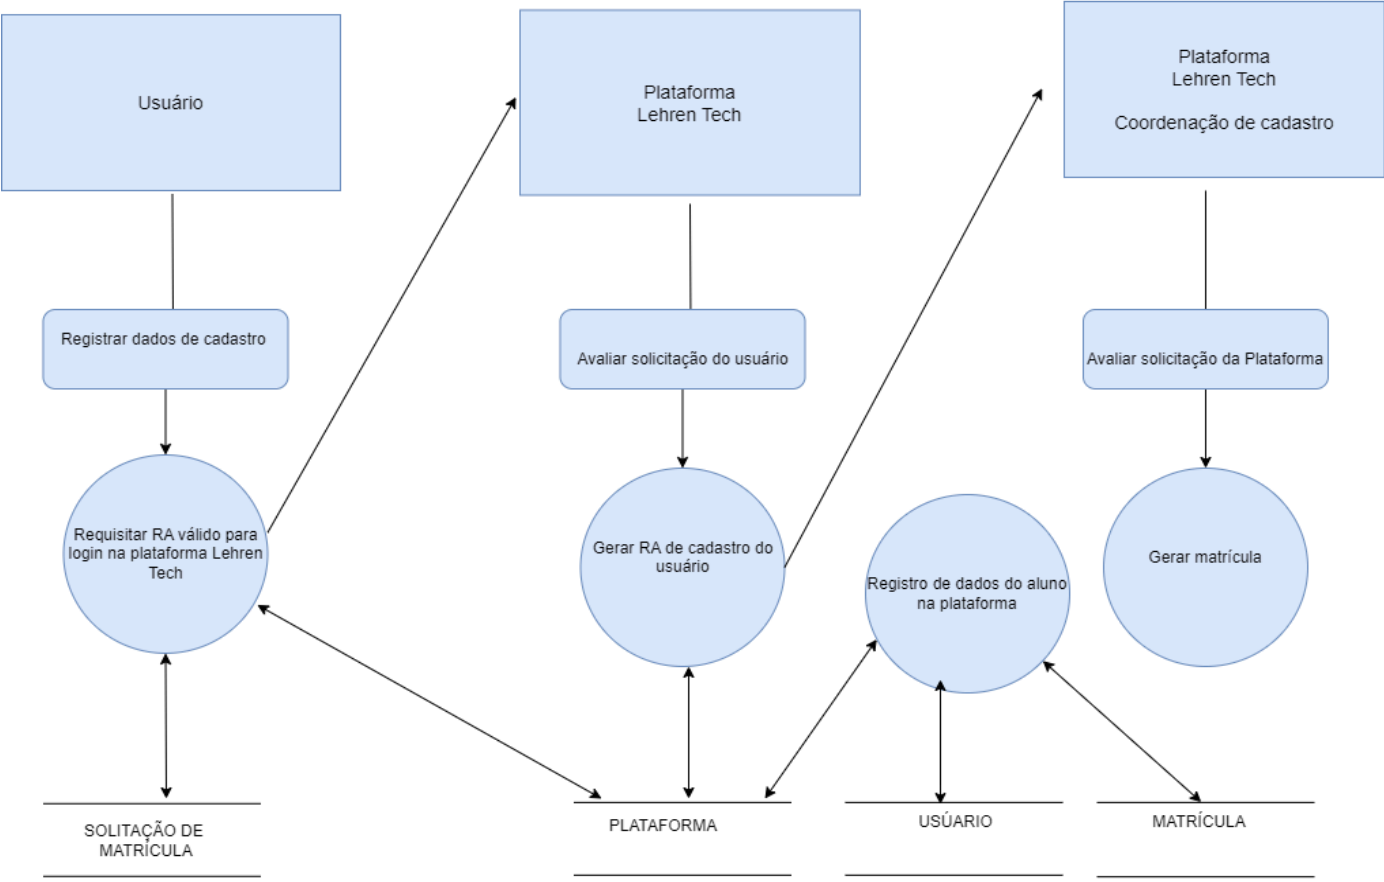 Usuário
Plataforma
Lehren Tech
Plataforma
Lehren Tech
Coordenação de cadastro
Registrar dados de cadastro
Avaliar solicitação do usuário
Avaliar solicitação da Plataforma
Requisitar RA válido para
login na plataforma Lehren
Tech
Gerar RA de cadastro do
usuário
Registro de dados do aluno
na plataforma
Gerar matrícula
SOLITAÇÃO DE
MATRÍCULA
PLATAFORMA
USÚARIO
MATRÍCULA